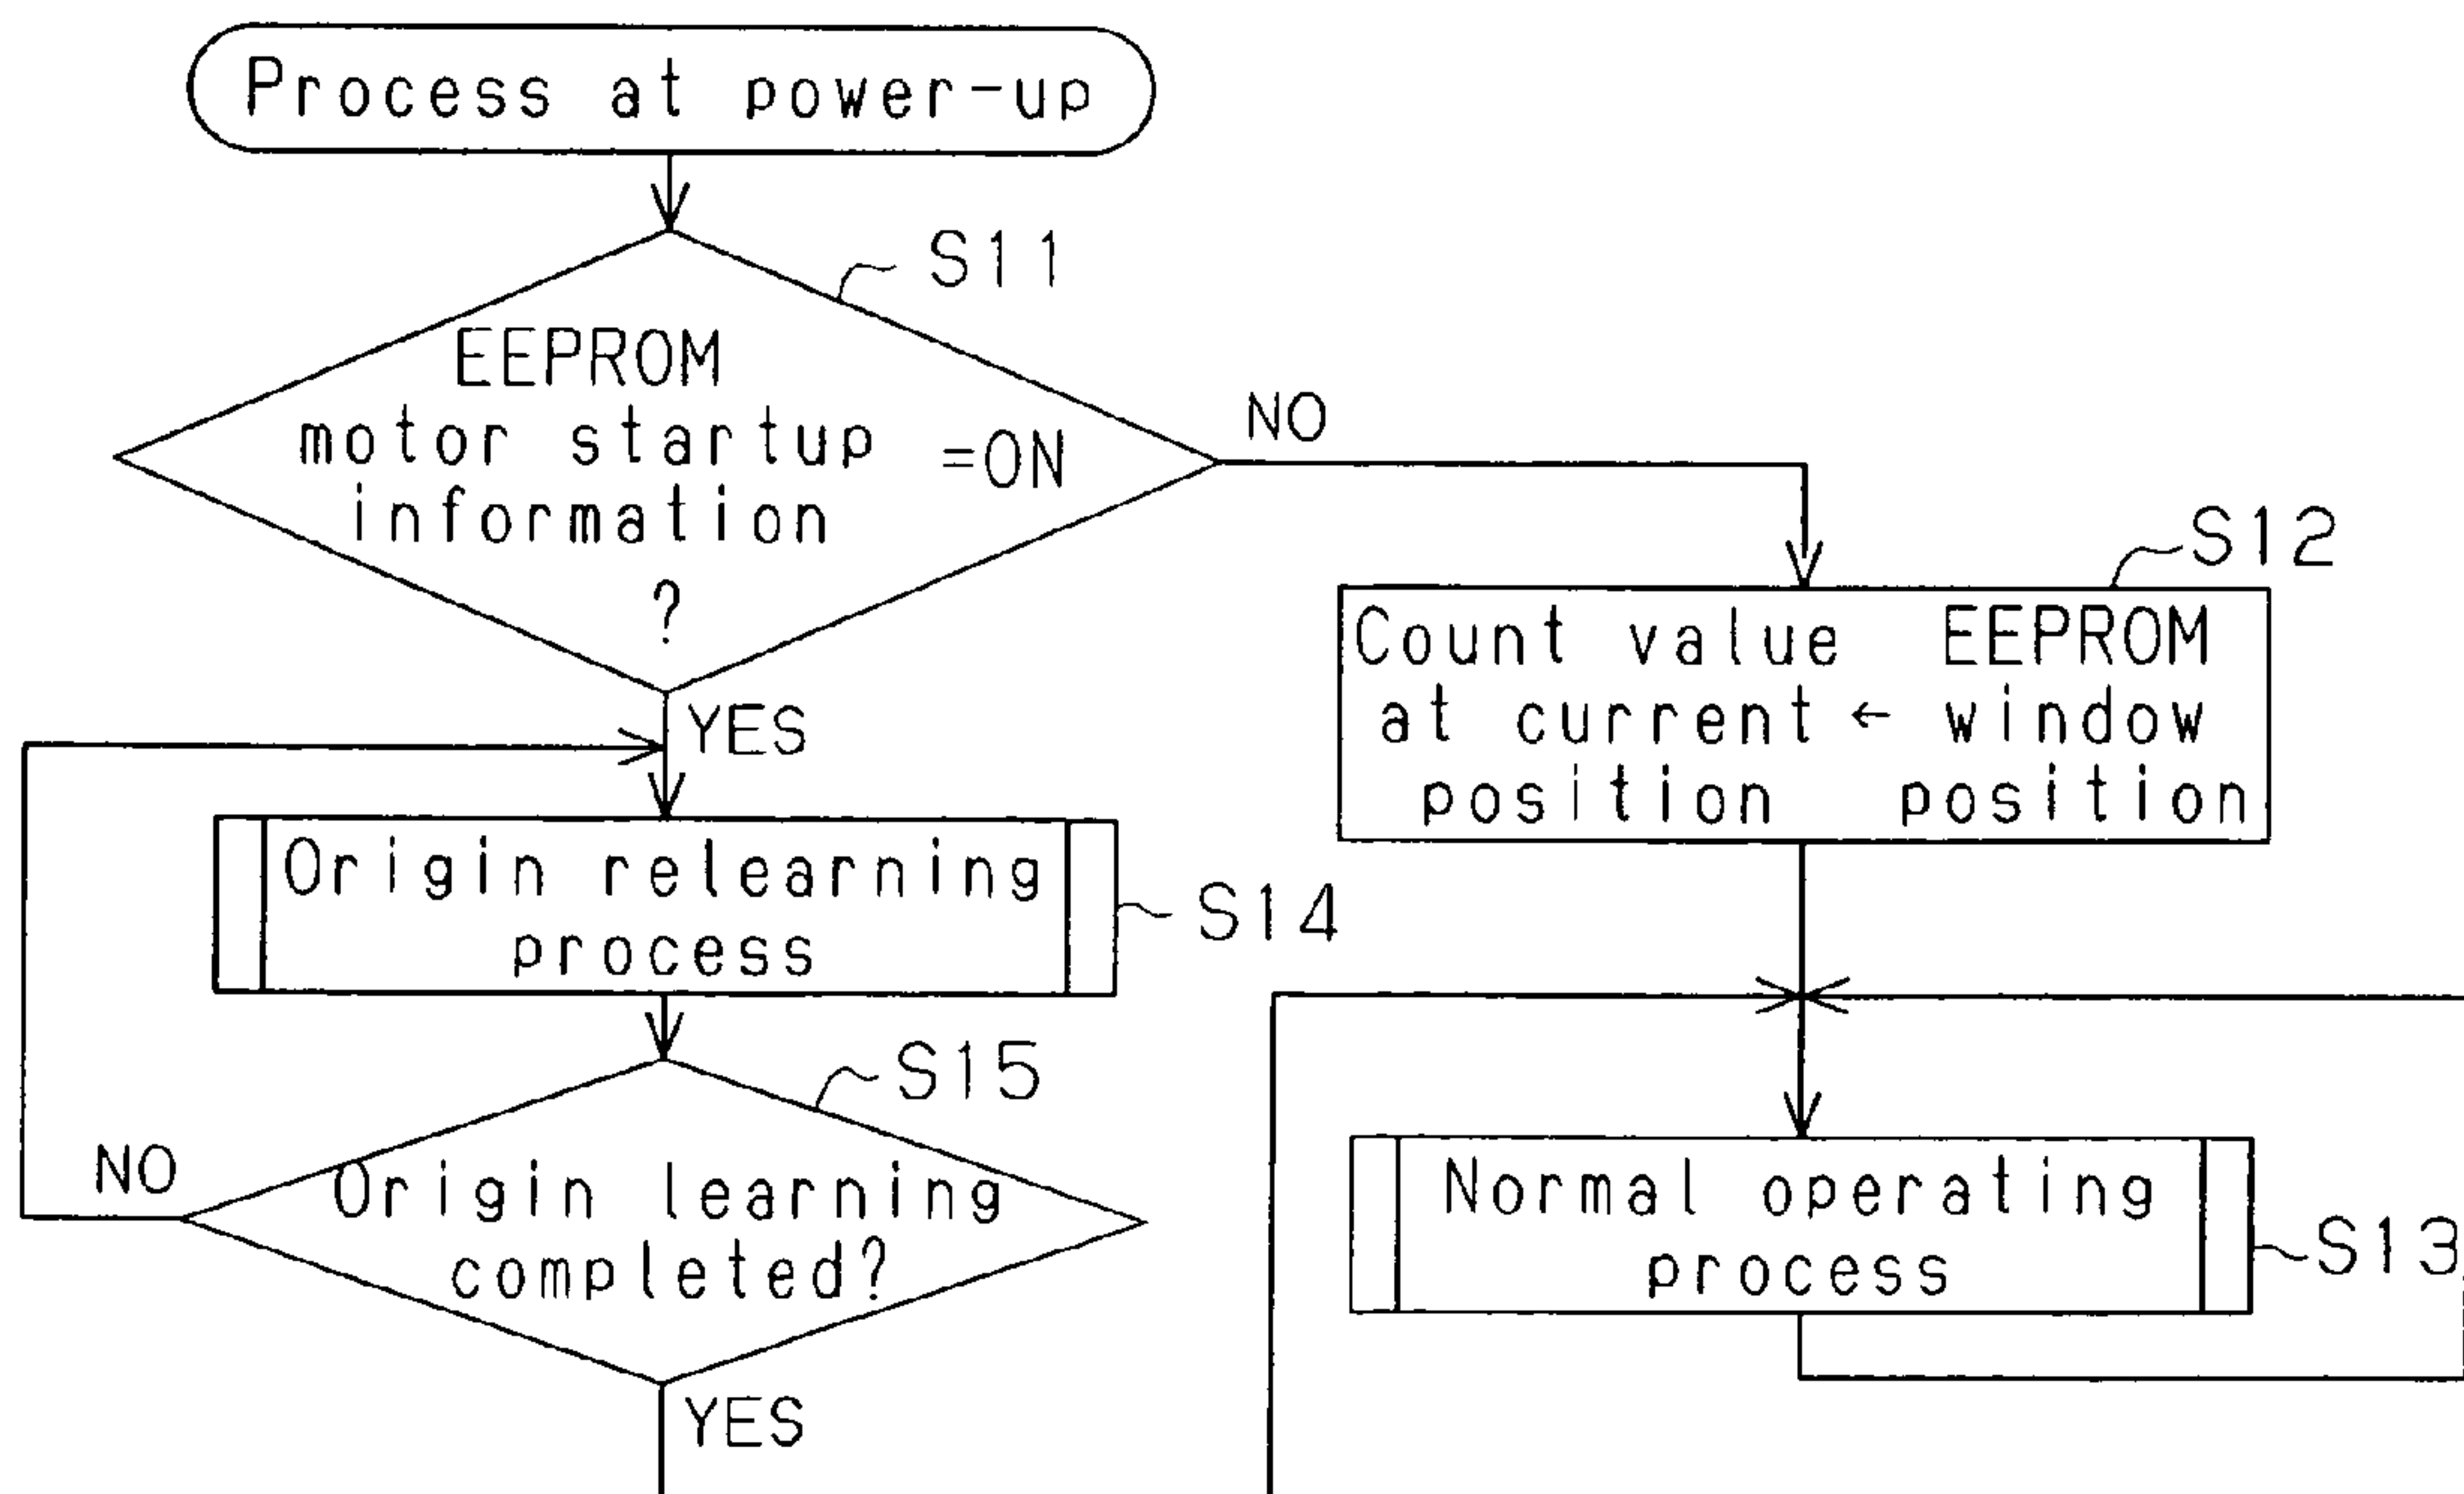 Process at power-up
S11
EEPROM
motor startup =ON
information
?
NO
YES
S12
Count value EEPROM
at current ← window
position position
Origin relearning
process
S14
S15
Origin learning
completed?
NO
YES
Normal operating
process
S13